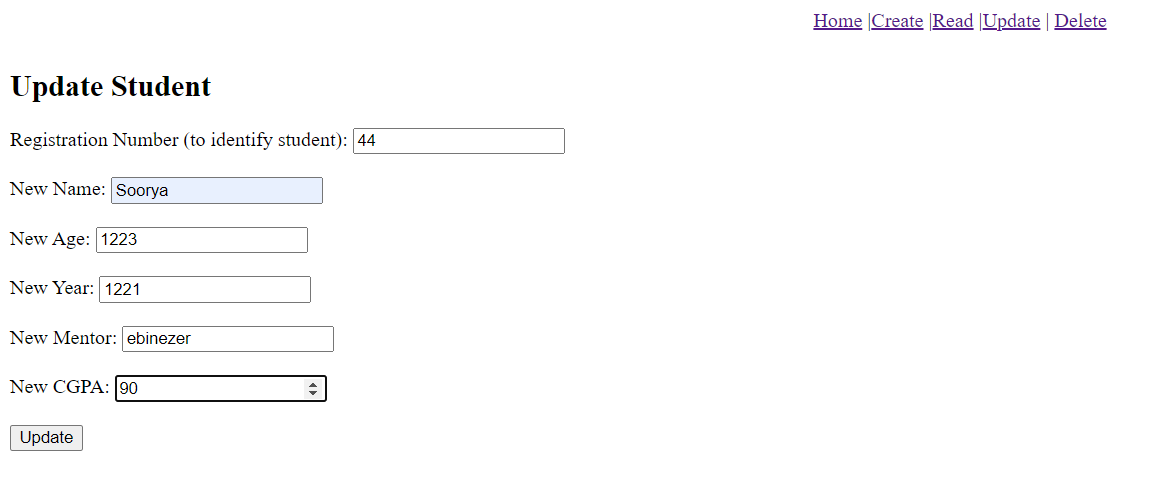 Home |Create |Read |Update | Delete
Update Student
Registration Number (to identify student): 44
New Name: Soorya
New Age: 1223
New Year: 1221
New Mentor: ebinezer
New CGPA: 90
Update